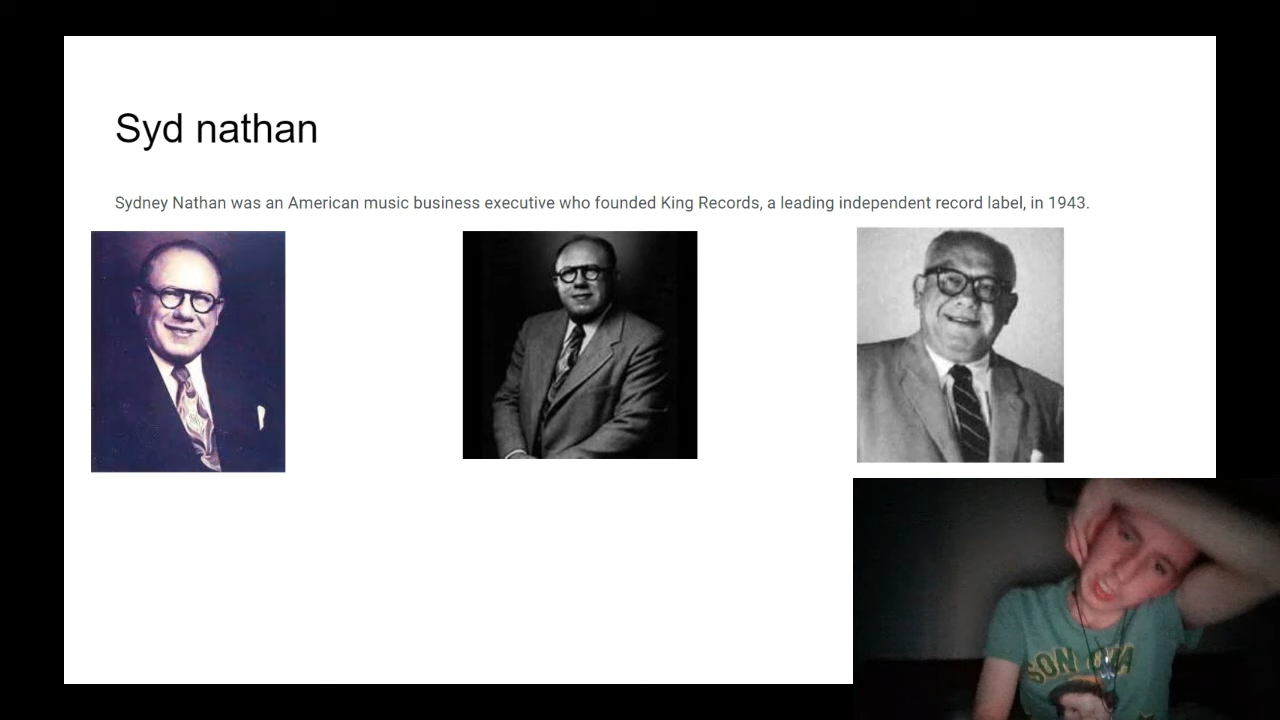 Syd nathan
Sydney Nathan was an American music business executive who founded King Records, a leading independent record label, in 1943.
SON